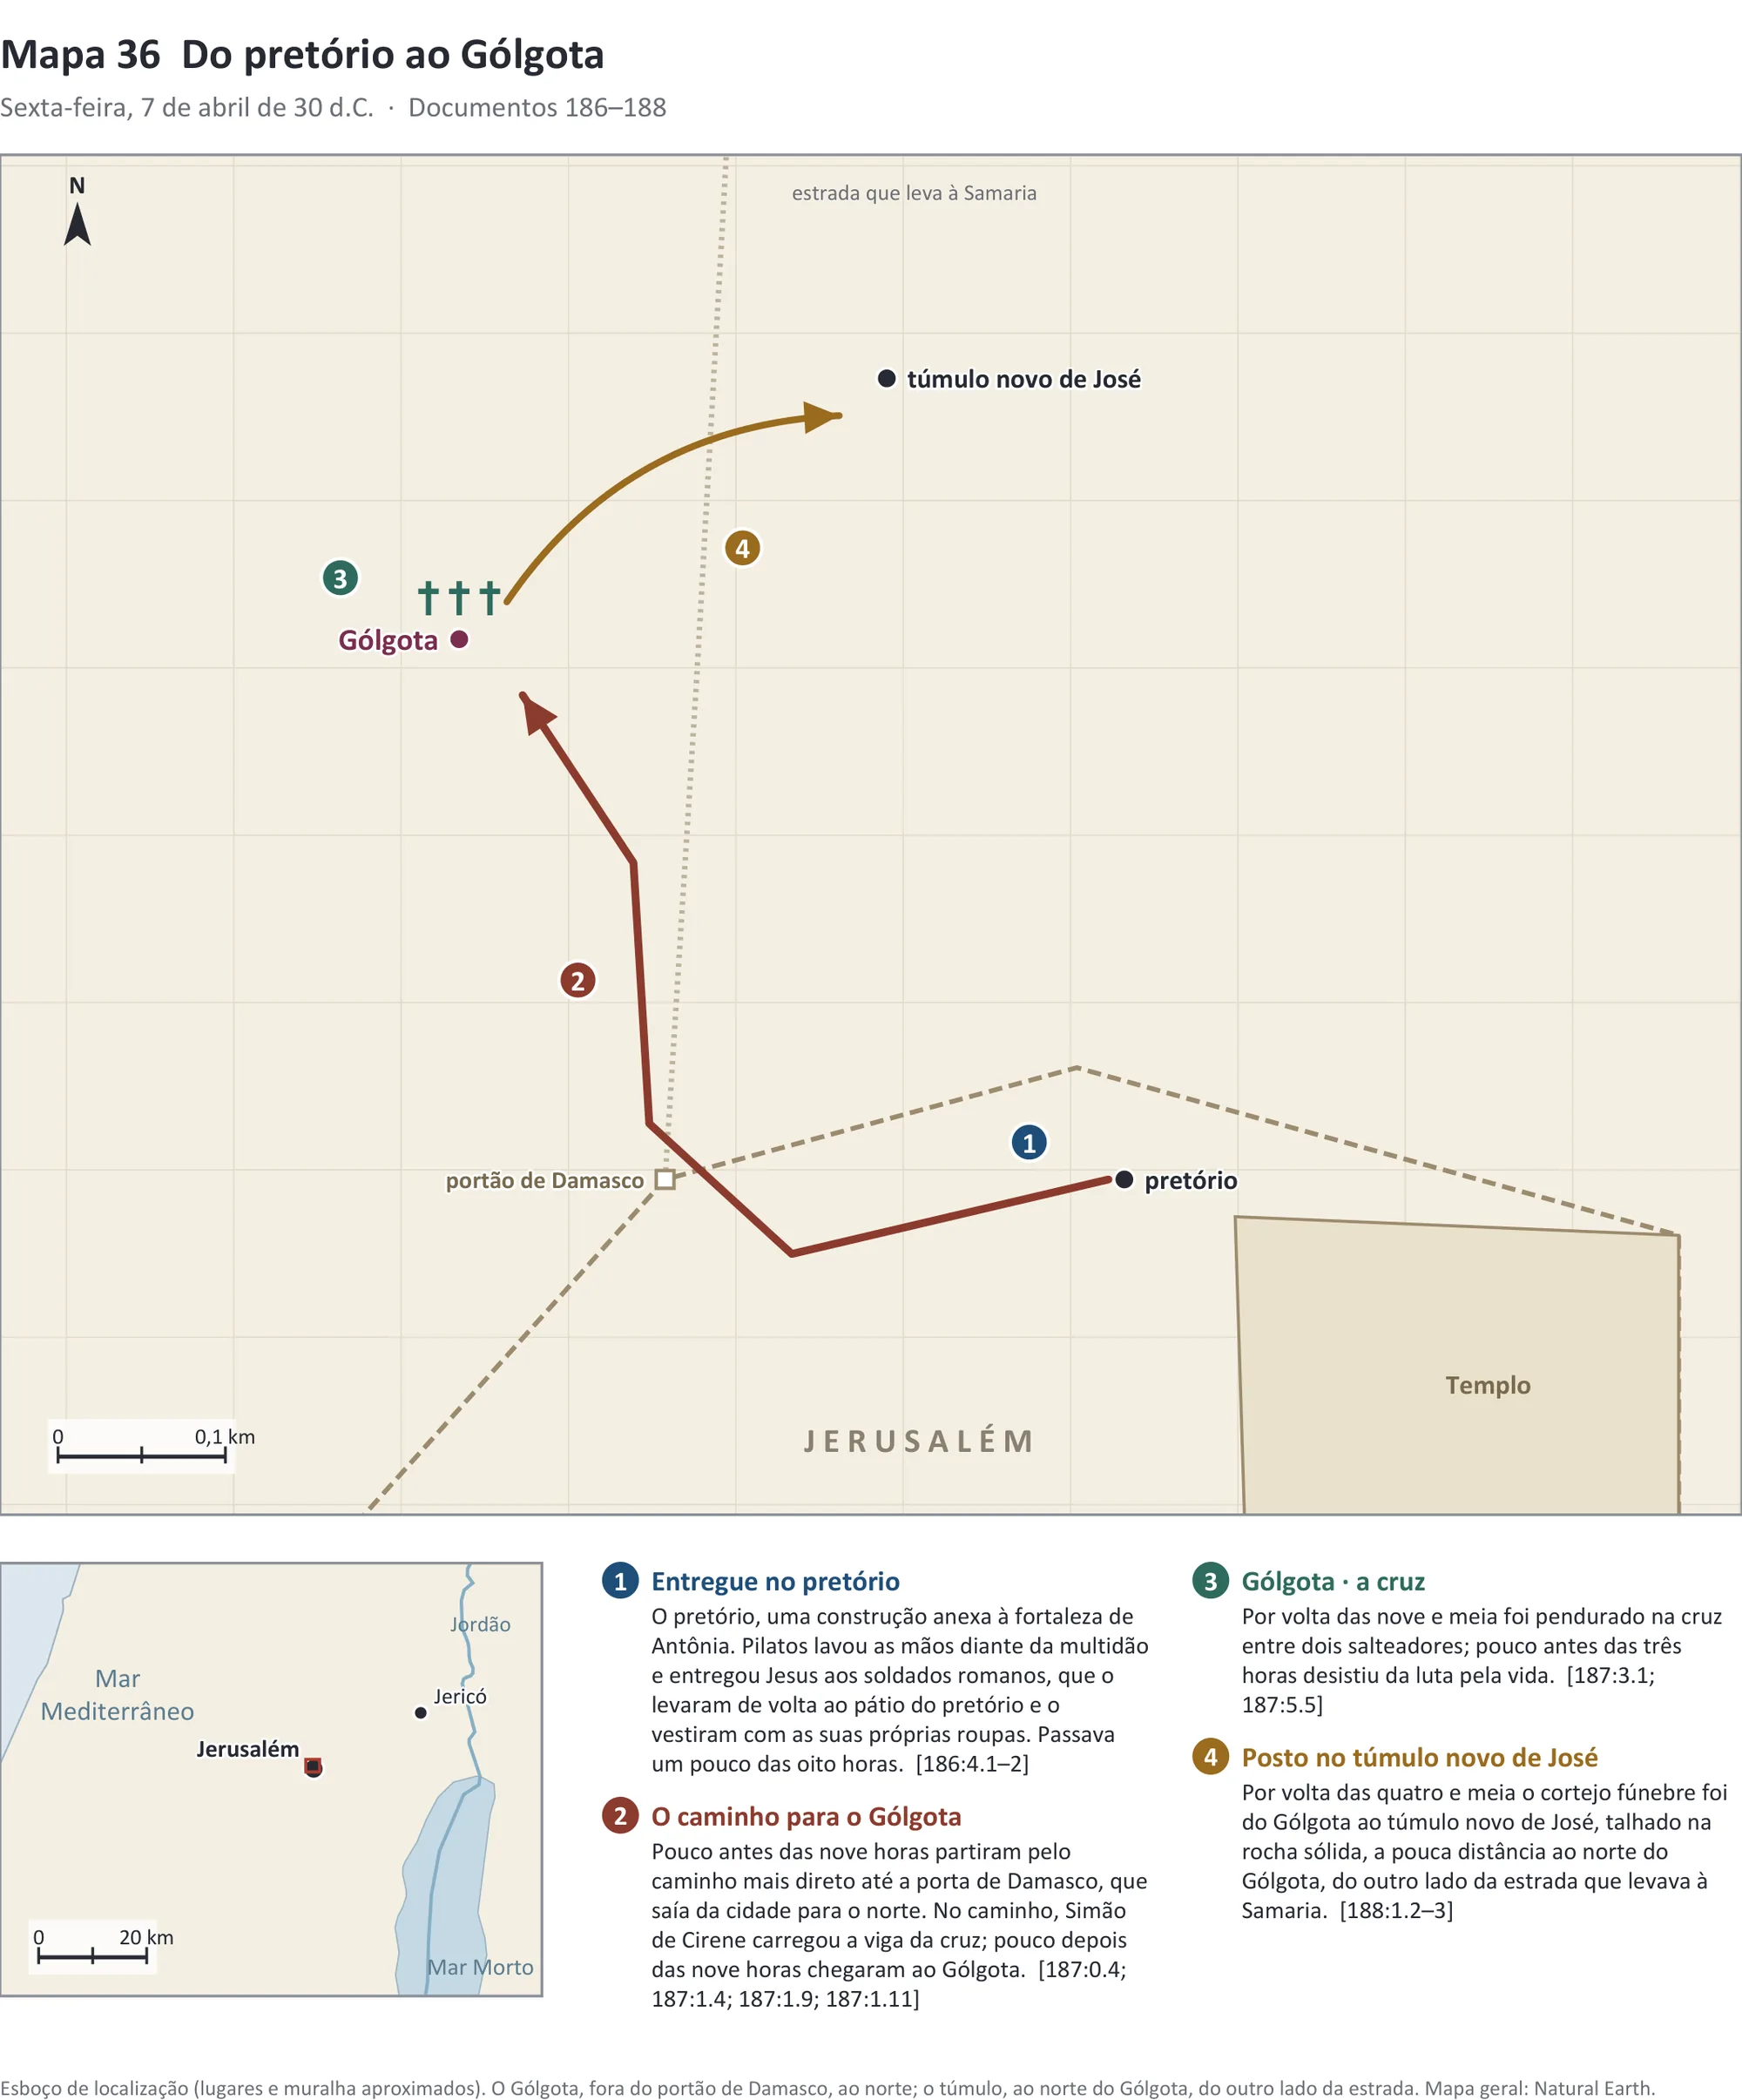 Mapa 36  Do pretório ao Gólgota
Sexta-feira, 7 de abril de 30 d.C.  ·  Documentos 186–188
N
estrada que leva à Samaria
túmulo novo de José
4
3
Gólgota
2
1
portão de Damasco
pretório
Templo
JERUSALÉM
0 0,1 km
Jordão
Mar
Mediterrâneo
Jericó
Jerusalém
0 20 km
Mar Morto
1 Entregue no pretório
O pretório, uma construção anexa à fortaleza de
Antônia. Pilatos lavou as mãos diante da multidão
e entregou Jesus aos soldados romanos, que o
levaram de volta ao pátio do pretório e o
vestiram com as suas próprias roupas. Passava
um pouco das oito horas.  [186:4.1–2]
2 O caminho para o Gólgota
Pouco antes das nove horas partiram pelo
caminho mais direto até a porta de Damasco, que
saía da cidade para o norte. No caminho, Simão
de Cirene carregou a viga da cruz; pouco depois
das nove horas chegaram ao Gólgota.  [187:0.4;
187:1.4; 187:1.9; 187:1.11]
3 Gólgota · a cruz
Por volta das nove e meia foi pendurado na cruz
entre dois salteadores; pouco antes das três
horas desistiu da luta pela vida.  [187:3.1;
187:5.5]
4 Posto no túmulo novo de José
Por volta das quatro e meia o cortejo fúnebre foi
do Gólgota ao túmulo novo de José, talhado na
rocha sólida, a pouca distância ao norte do
Gólgota, do outro lado da estrada que levava à
Samaria.  [188:1.2–3]
Esboço de localização (lugares e muralha aproximados). O Gólgota, fora do portão de Damasco, ao norte; o túmulo, ao norte do Gólgota, do outro lado da estrada. Mapa geral: Natural Earth.